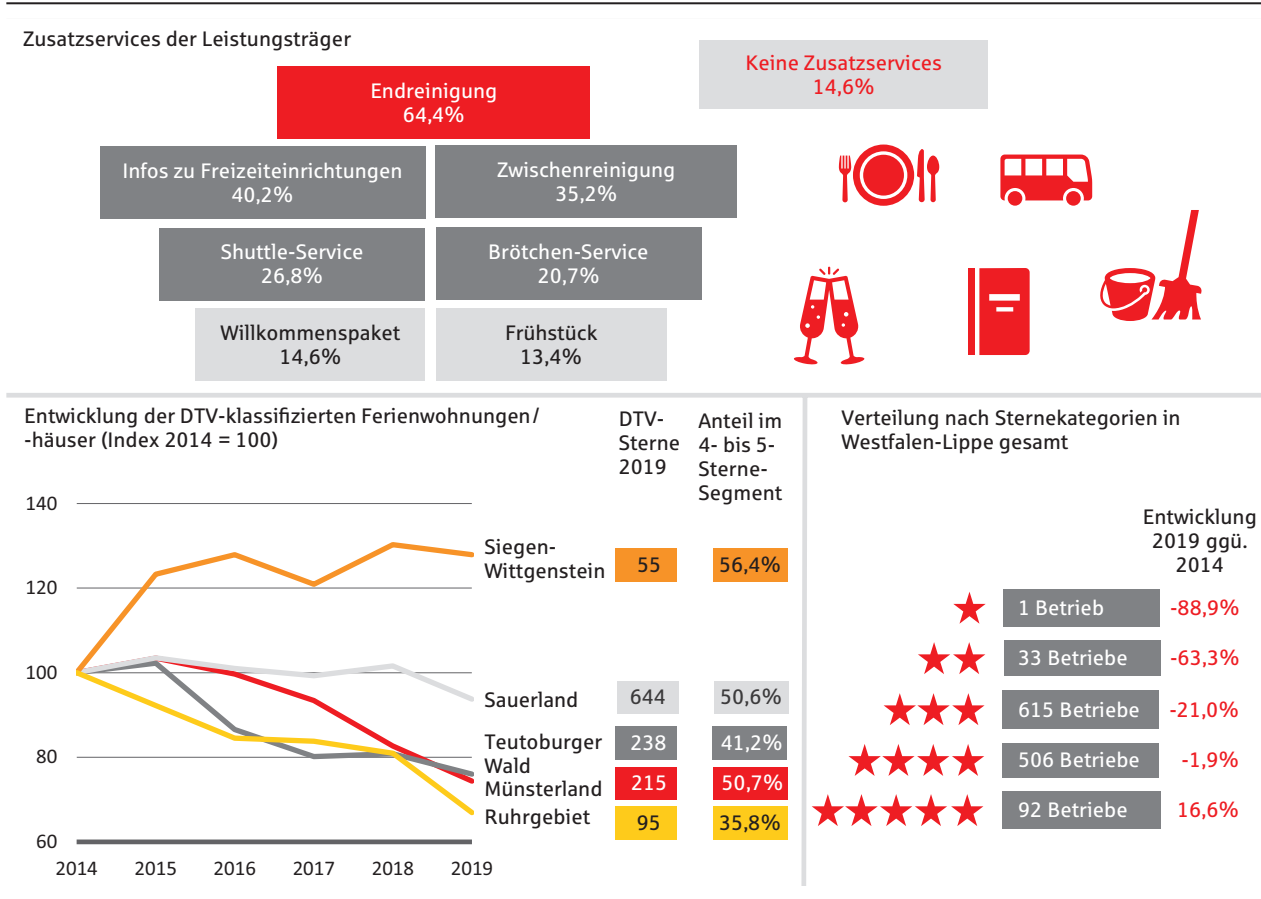 Zusatzservices der Leistungsträger
Keine Zusatzservices
14,6%
Endreinigung
64,4%
Infos zu Freizeiteinrichtungen
40,2%
Zwischenreinigung
35,2%
Shuttle-Service
26,8%
Brötchen-Service
20,7%
Willkommenspaket
14,6%
Frühstück
13,4%
Entwicklung der DTV-klassifizierten Ferienwohnungen/
-häuser (Index 2014 = 100)
DTV-
Sterne
2019
Anteil im
4- bis 5-
Sterne-
Segment
140
120
100
80
60
2014 2015 2016 2017 2018 2019
Siegen-
Wittgenstein
55 56,4%
Sauerland 644 50,6%
Teutoburger
Wald
238 41,2%
Münsterland 215 50,7%
Ruhrgebiet 95 35,8%
Verteilung nach Sternekategorien in
Westfalen-Lippe gesamt
Entwicklung
2019 ggü.
2014
1 Betrieb -88,9%
33 Betriebe -63,3%
615 Betriebe -21,0%
506 Betriebe -1,9%
92 Betriebe 16,6%